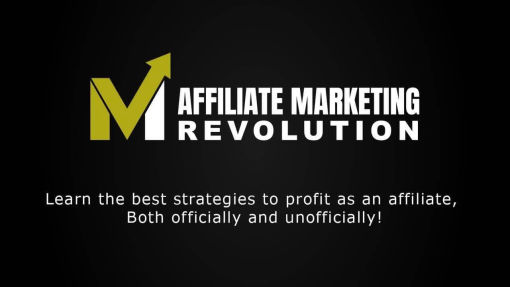 AFFILIATE MARKETING
REVOLUTION
Learn the best strategies to profit as an affiliate,
Both officially and unofficially!